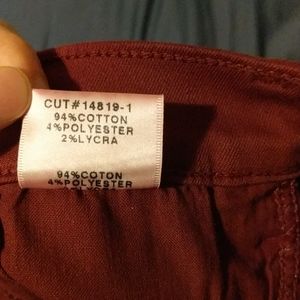 CUT#14819-1
94%COTTON
4%POLYESTER
2%LYCRA
94%COTON
4%POLYESTER